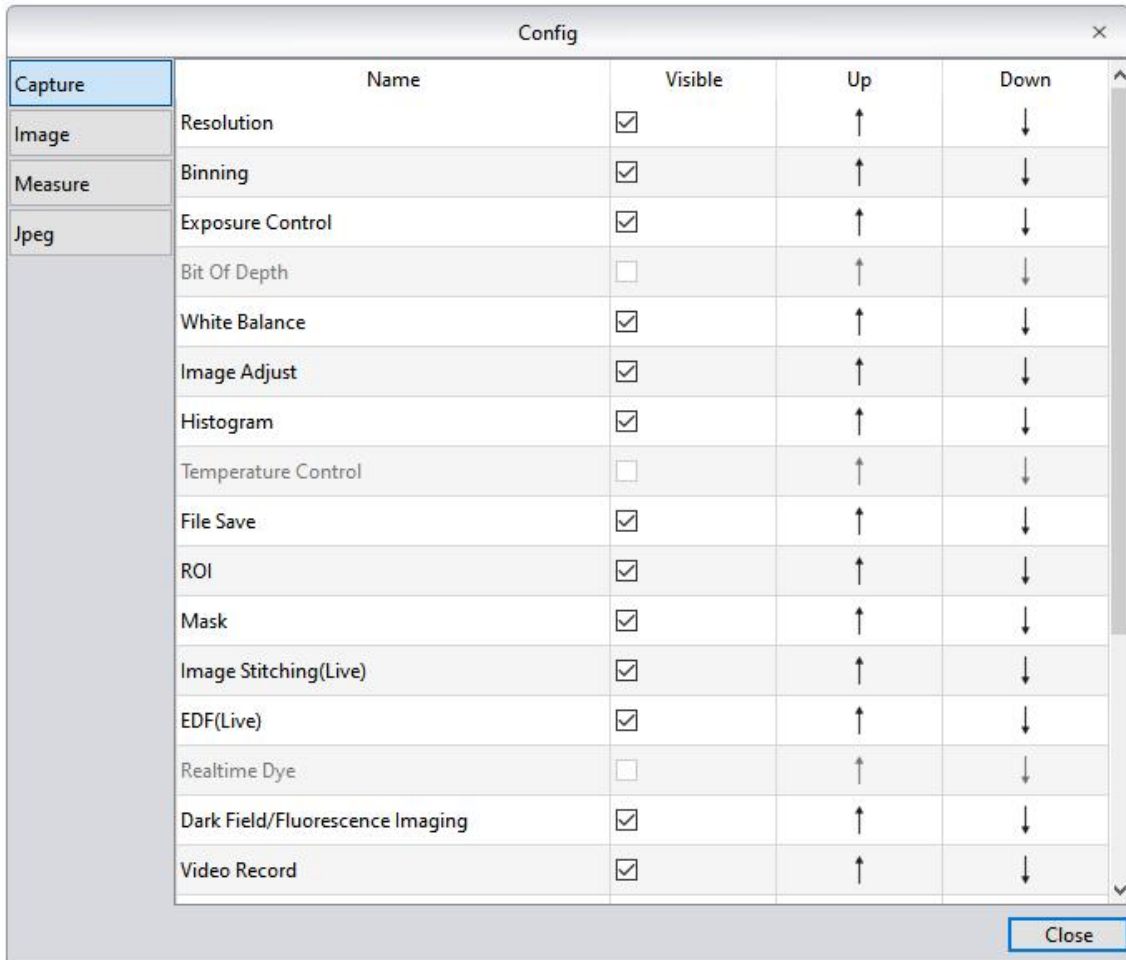 Config
Capture
Image
Measure
Jpeg
Name Visible Up Down
Resolution
Binning
Exposure Control
Bit Of Depth
White Balance
Image Adjust
Histogram
Temperature Control
File Save
ROI
Mask
Image Stitching(Live)
EDF(Live)
Realtime Dye
Dark Field/Fluorescence Imaging
Video Record
Close